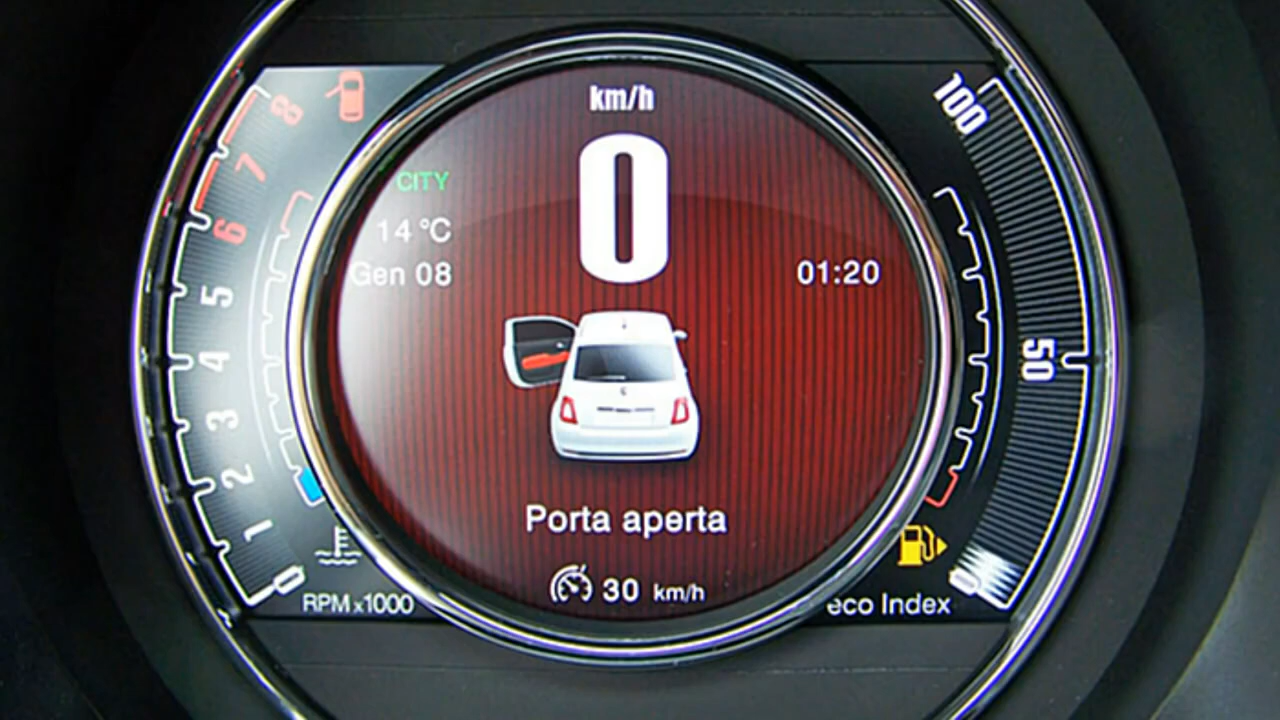 km/h
0
CITY
14 °C
Gen 08
01:20
Porta aperta
30 km/h
8
7
6
5
4
3
2
1
0
RPM x1000
100
50
0
eco Index